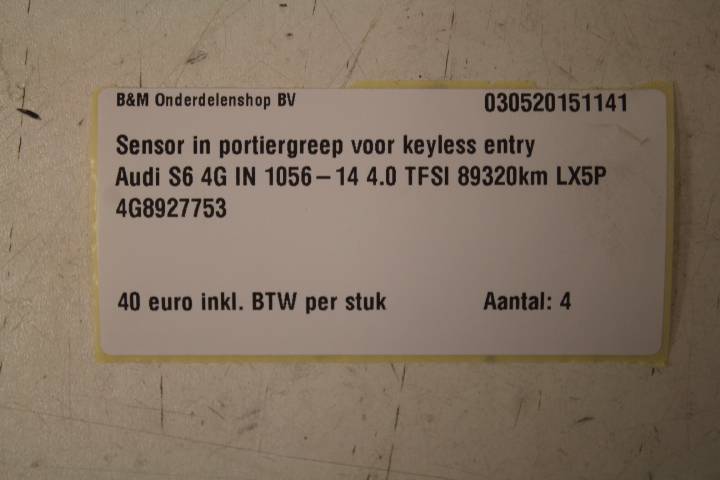 B&M Onderdelenshop BV 030520151141
Sensor in portiergreep voor keyless entry
Audi S6 4G IN 1056-14 4.0 TFSI 89320km LX5P
4G8927753
40 euro inkl. BTW per stuk Aantal: 4